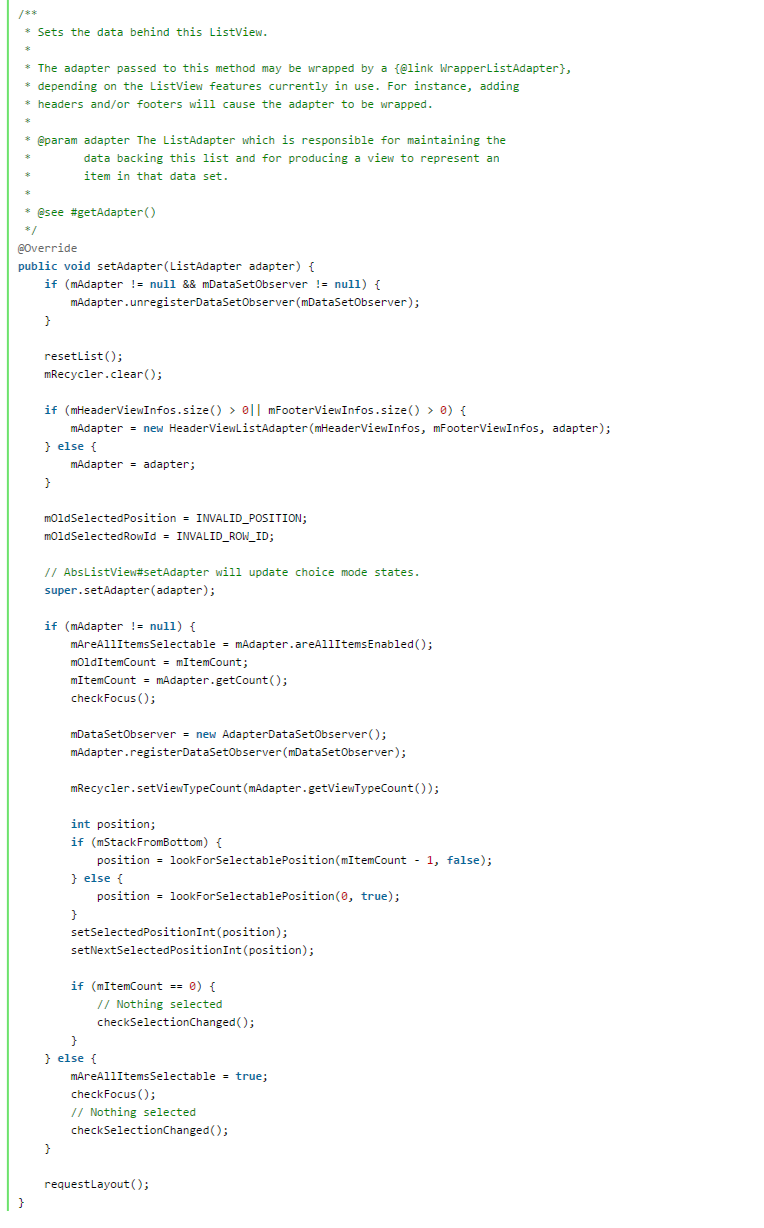 /**
 * Sets the data behind this ListView.
 *
 * The adapter passed to this method may be wrapped by a {@link WrapperListAdapter},
 * depending on the ListView features currently in use. For instance, adding
 * headers and/or footers will cause the adapter to be wrapped.
 *
 * @param adapter The ListAdapter which is responsible for maintaining the
 *        data backing this list and for producing a view to represent an
 *        item in that data set.
 *
 * @see #getAdapter()
 */
@Override
public void setAdapter(ListAdapter adapter) {
    if (mAdapter != null && mDataSetObserver != null) {
        mAdapter.unregisterDataSetObserver(mDataSetObserver);
    }

    resetList();
    mRecycler.clear();

    if (mHeaderViewInfos.size() > 0|| mFooterViewInfos.size() > 0) {
        mAdapter = new HeaderViewListAdapter(mHeaderViewInfos, mFooterViewInfos, adapter);
    } else {
        mAdapter = adapter;
    }

    mOldSelectedPosition = INVALID_POSITION;
    mOldSelectedRowId = INVALID_ROW_ID;

    // AbsListView#setAdapter will update choice mode states.
    super.setAdapter(adapter);

    if (mAdapter != null) {
        mAreAllItemsSelectable = mAdapter.areAllItemsEnabled();
        mOldItemCount = mItemCount;
        mItemCount = mAdapter.getCount();
        checkFocus();

        mDataSetObserver = new AdapterDataSetObserver();
        mAdapter.registerDataSetObserver(mDataSetObserver);

        mRecycler.setViewTypeCount(mAdapter.getViewTypeCount());

        int position;
        if (mStackFromBottom) {
            position = lookForSelectablePosition(mItemCount - 1, false);
        } else {
            position = lookForSelectablePosition(0, true);
        }
        setSelectedPositionInt(position);
        setNextSelectedPositionInt(position);

        if (mItemCount == 0) {
            // Nothing selected
            checkSelectionChanged();
        }
    } else {
        mAreAllItemsSelectable = true;
        checkFocus();
        // Nothing selected
        checkSelectionChanged();
    }

    requestLayout();
}